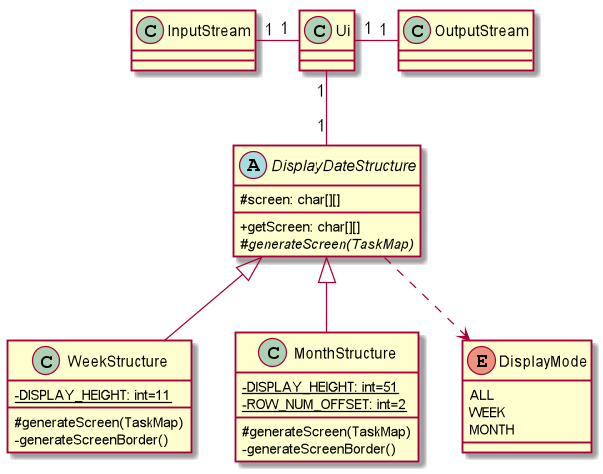 C InputStream 1 1 C Ui 1 1 C OutputStream
1
1
A DisplayDateStructure
#screen: char[][]
+getScreen: char[][]
#generateScreen(TaskMap)
C WeekStructure
-DISPLAY_HEIGHT: int=11
#generateScreen(TaskMap)
-generateScreenBorder()
C MonthStructure
-DISPLAY_HEIGHT: int=51
-ROW_NUM_OFFSET: int=2
#generateScreen(TaskMap)
-generateScreenBorder()
E DisplayMode
ALL
WEEK
MONTH